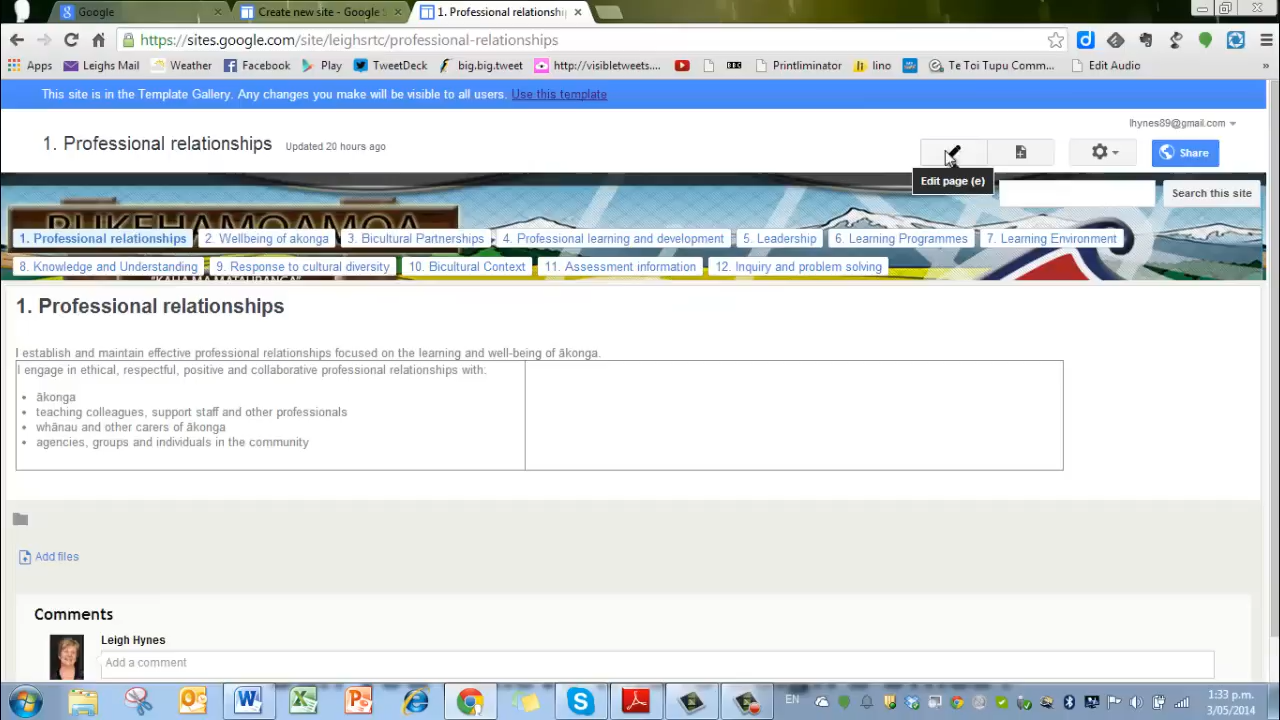 Google
Create new site - Google S
1. Professional relationship
https://sites.google.com/site/leighsrtc/professional-relationships
Apps Leighs Mail Weather Facebook Play TweetDeck big.big.tweet http://visibletweets.... BBC Printliminator lino Te Toi Tupu Comm... Edit Audio »
This site is in the Template Gallery. Any changes you make will be visible to all users. Use this template
lhynes89@gmail.com
1. Professional relationships Updated 20 hours ago
Share
Edit page (e)
Search this site
PUKEHAMOAMOA
1. Professional relationships 2. Wellbeing of akonga 3. Bicultural Partnerships 4. Professional learning and development 5. Leadership 6. Learning Programmes 7. Learning Environment
8. Knowledge and Understanding 9. Response to cultural diversity 10. Bicultural Context 11. Assessment information 12. Inquiry and problem solving
1. Professional relationships
I establish and maintain effective professional relationships focused on the learning and well-being of ākonga.
I engage in ethical, respectful, positive and collaborative professional relationships with:
• ākonga
• teaching colleagues, support staff and other professionals
• whānau and other carers of ākonga
• agencies, groups and individuals in the community
Add files
Comments
Leigh Hynes
Add a comment
EN
1:33 p.m.
3/05/2014